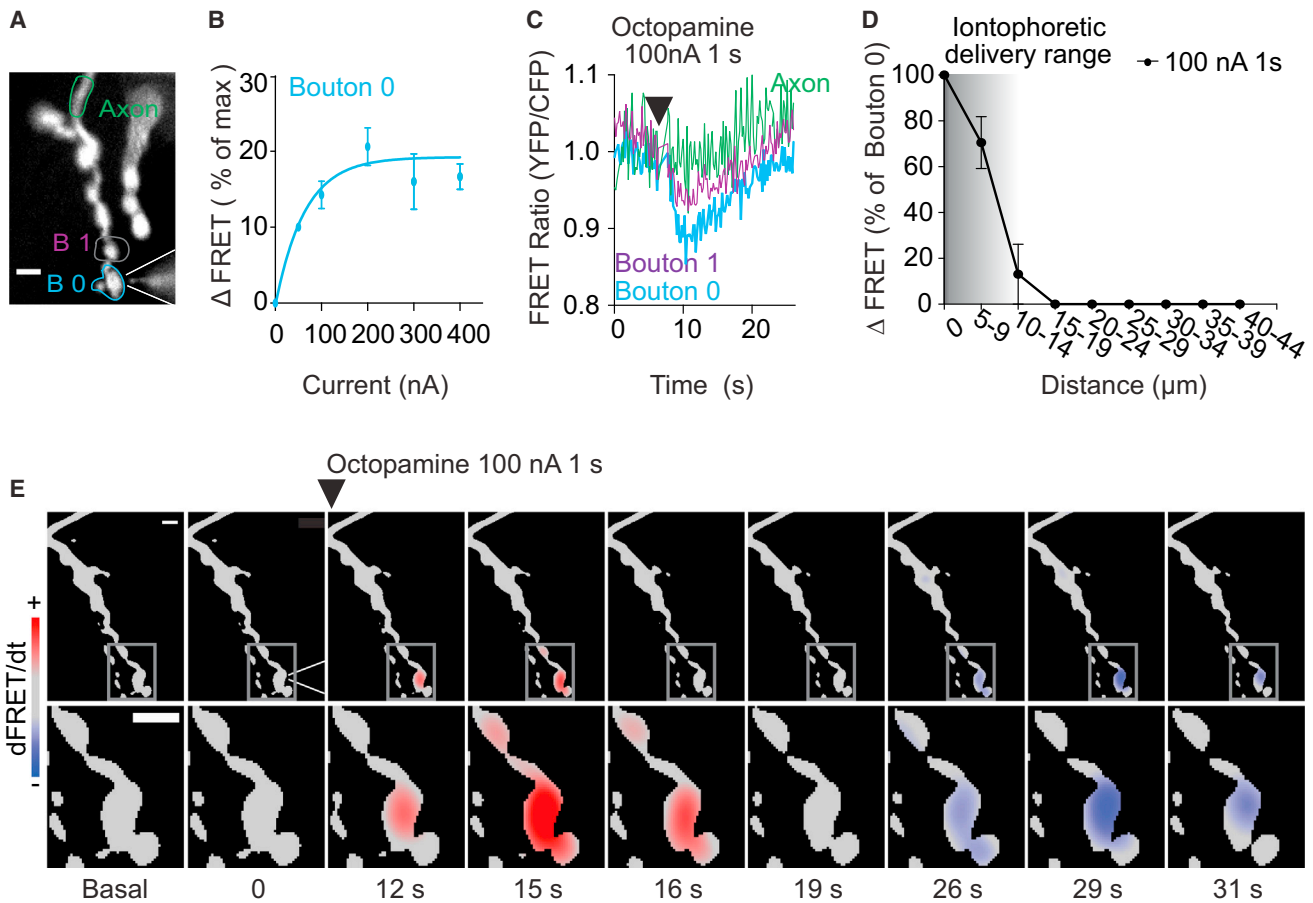 A
Axon
B 1
B 0
B
Δ FRET ( % of max )
30
20
10
0
Bouton 0
0 100 200 300 400
Current (nA)
C
Octopamine
100nA 1 s
FRET Ratio (YFP/CFP)
1.1
1.0
0.9
0.8
Axon
Bouton 1
Bouton 0
0 10 20
Time (s)
D
Iontophoretic
delivery range
100 nA 1s
Δ FRET (% of Bouton 0)
100
80
60
40
20
0
0 5-9 10-14 15-19 20-24 25-29 30-34 35-39 40-44
Distance (µm)
E
Octopamine 100 nA 1 s
dFRET/dt
+
-
Basal 0 12 s 15 s 16 s 19 s 26 s 29 s 31 s